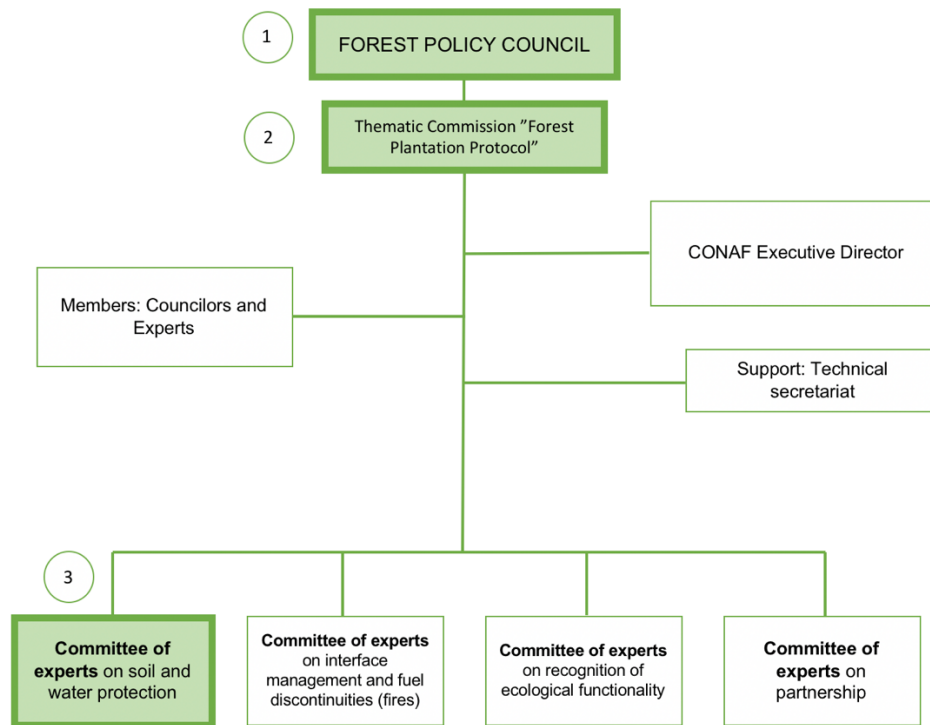 1
FOREST POLICY COUNCIL
2
Thematic Commission ”Forest
Plantation Protocol”
CONAF Executive Director
Members: Councilors and
Experts
Support: Technical
secretariat
3
Committee of
experts on soil and
water protection
Committee of experts
on interface
management and fuel
discontinuities (fires)
Committee of experts
on recognition of
ecological functionality
Committee of
experts on
partnership